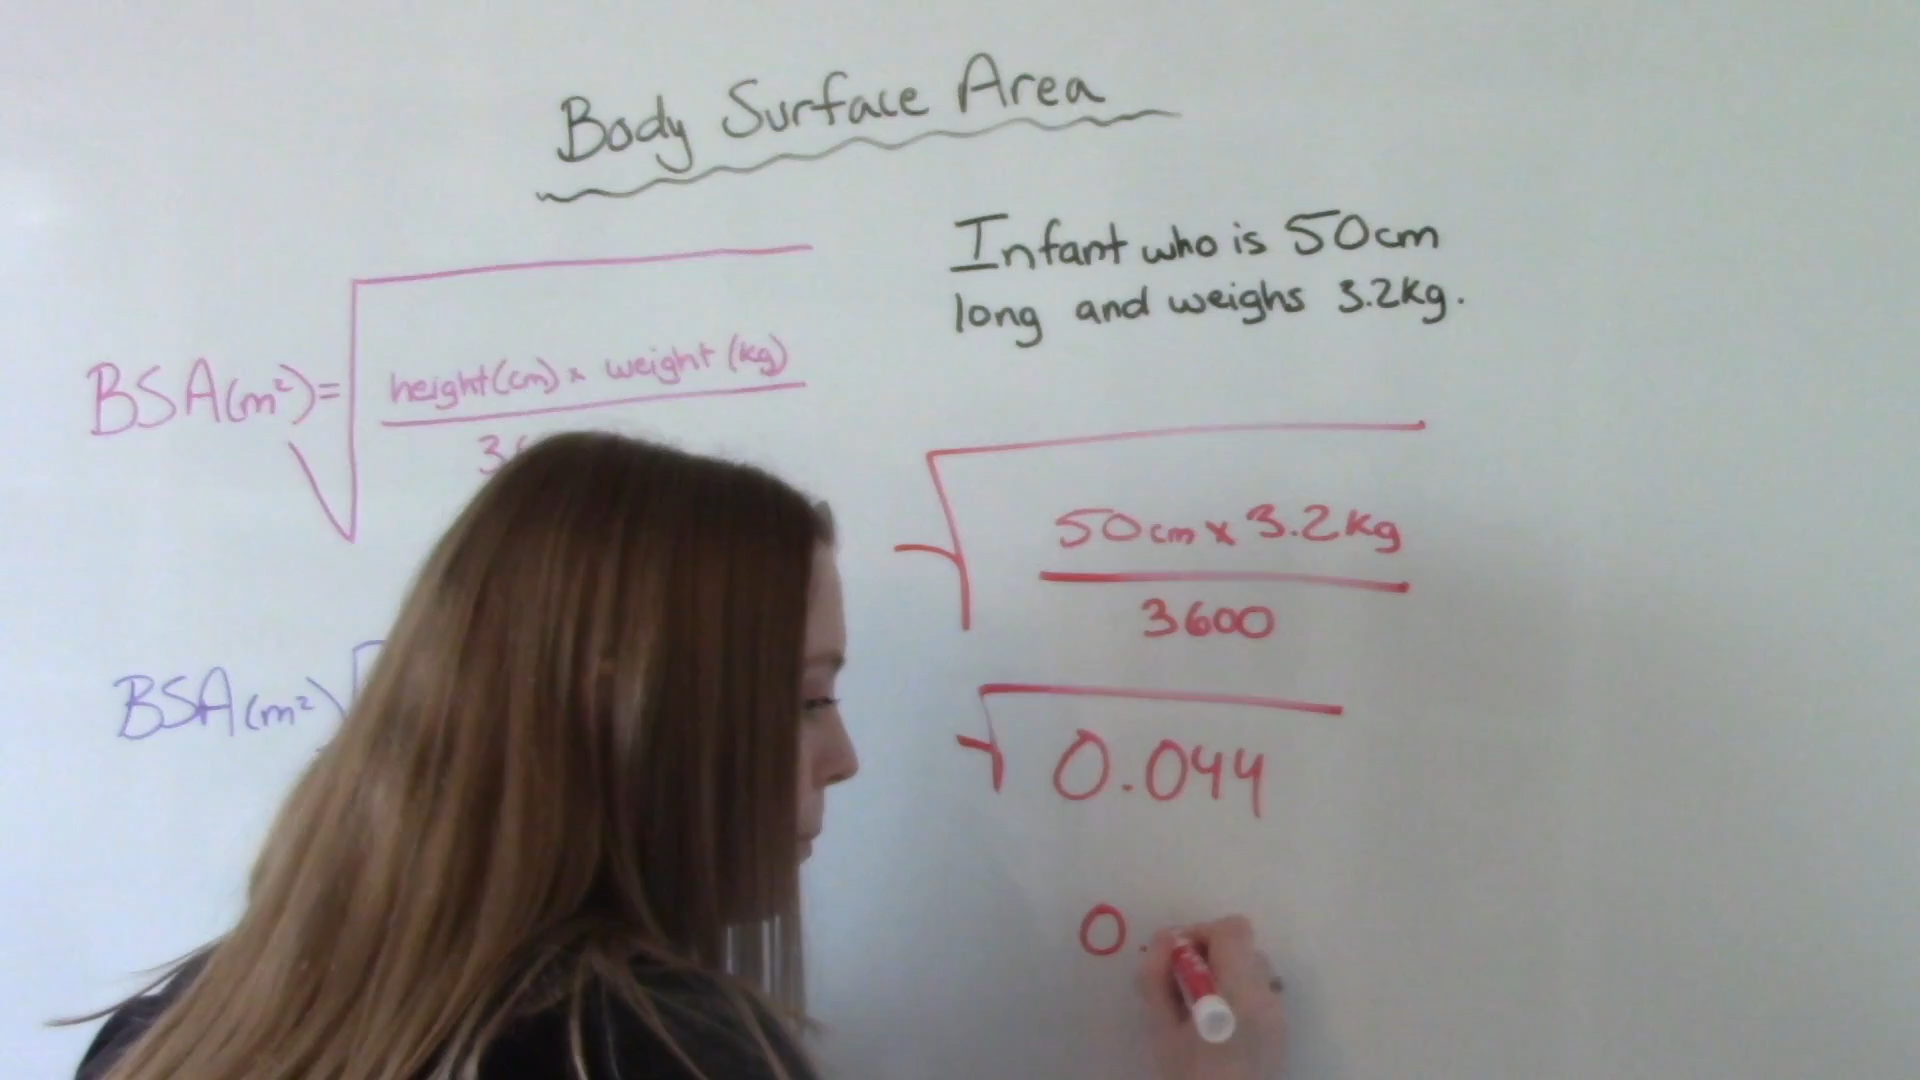 Body Surface Area
Infant who is 50cm
long and weighs 3.2kg.
BSA(m²)=
height(cm) x weight (kg)
50cm x 3.2kg
3600
BSA(m²)
0.044
0.